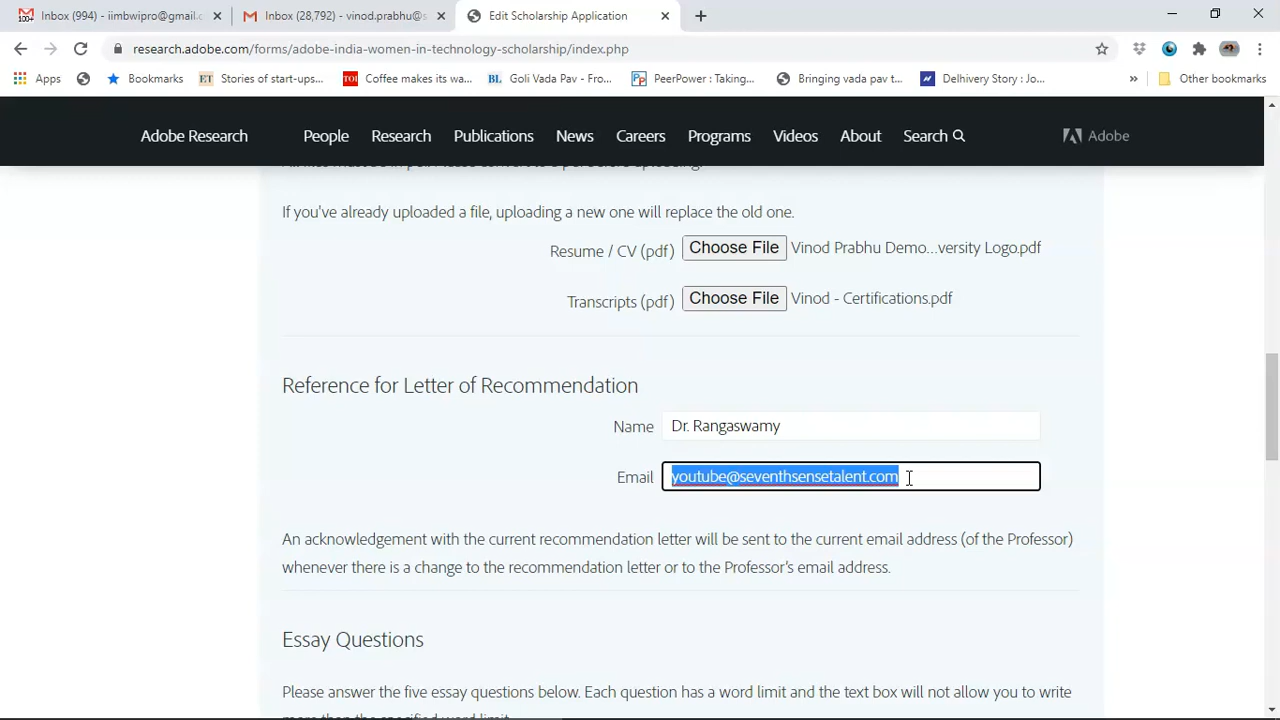 Inbox (994) - iimbwipro@gmail.c
Inbox (28,792) - vinod.prabhu@s
Edit Scholarship Application
research.adobe.com/forms/adobe-india-women-in-technology-scholarship/index.php
Apps
Bookmarks
ET Stories of start-ups...
TOI Coffee makes its wa...
BL Goli Vada Pav - Fro...
PeerPower : Taking...
Bringing vada pav t...
Delhivery Story : Jo...
»
Other bookmarks
Adobe Research People Research Publications News Careers Programs Videos About Search Adobe
If you've already uploaded a file, uploading a new one will replace the old one.
Resume / CV (pdf) Choose File Vinod Prabhu Demo...versity Logo.pdf
Transcripts (pdf) Choose File Vinod - Certifications.pdf
Reference for Letter of Recommendation
Name Dr. Rangaswamy
Email youtube@seventhsensetalent.com
An acknowledgement with the current recommendation letter will be sent to the current email address (of the Professor)
whenever there is a change to the recommendation letter or to the Professor's email address.
Essay Questions
Please answer the five essay questions below. Each question has a word limit and the text box will not allow you to write